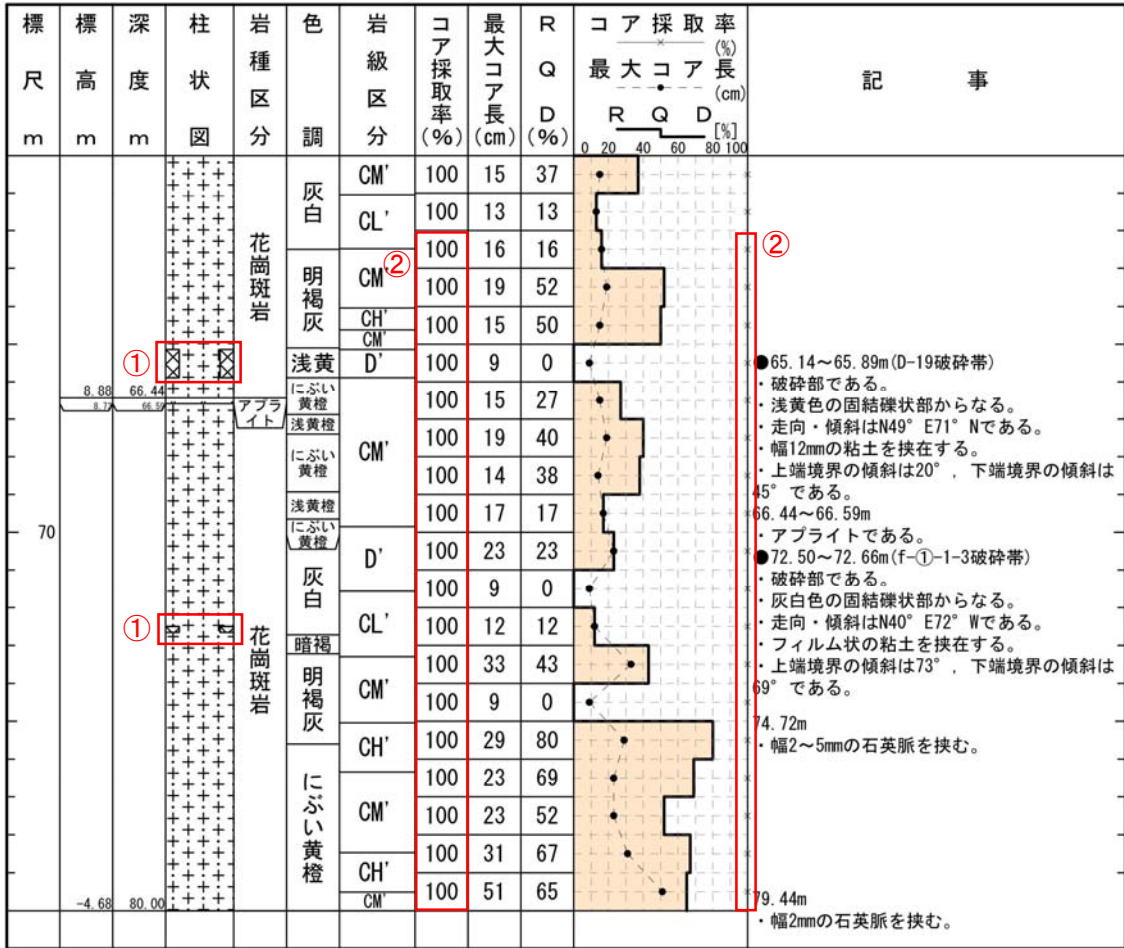 標尺 m
標高 m
深度 m
柱状図
岩種区分
色調
岩級区分
コア採取率(%)
最大コア長(cm)
RQD(%)
コア採取率(%)
最大コア長(cm)
RQD[%]
0 20 40 60 80 100
記事
CM' 100 15 37
灰白
CL' 100 13 13
花崗斑岩
② ②
100 16 16
明褐灰
CM' 100 19 52
CH' 100 15 50
CM'
① 浅黄 D' 100 9 0
●65.14～65.89m(D-19破砕帯)
・破砕部である。
・浅黄色の固結礫状部からなる。
・走向・傾斜はN49°E71°Nである。
・幅12mmの粘土を挟在する。
・上端境界の傾斜は20°，下端境界の傾斜は
45°である。
8.88 66.44
8.73 66.59
アプライト
にぶい黄橙
浅黄橙
にぶい黄橙
浅黄橙
にぶい黄橙
CM'
100 15 27
100 19 40
100 14 38
100 17 17
66.44～66.59m
・アプライトである。
70
D'
100 23 23
灰白
100 9 0
●72.50～72.66m(f-①-1-3破砕帯)
・破砕部である。
・灰白色の固結礫状部からなる。
・走向・傾斜はN40°E72°Wである。
・フィルム状の粘土を挟在する。
・上端境界の傾斜は73°，下端境界の傾斜は
69°である。
①
花崗斑岩
CL' 100 12 12
暗褐
100 33 43
明褐灰
CM' 100 9 0
74.72m
・幅2～5mmの石英脈を挟む。
CH' 100 29 80
にぶい黄橙
100 23 69
CM' 100 23 52
100 31 67
CH'
100 51 65
CM'
-4.68 80.00
79.44m
・幅2mmの石英脈を挟む。